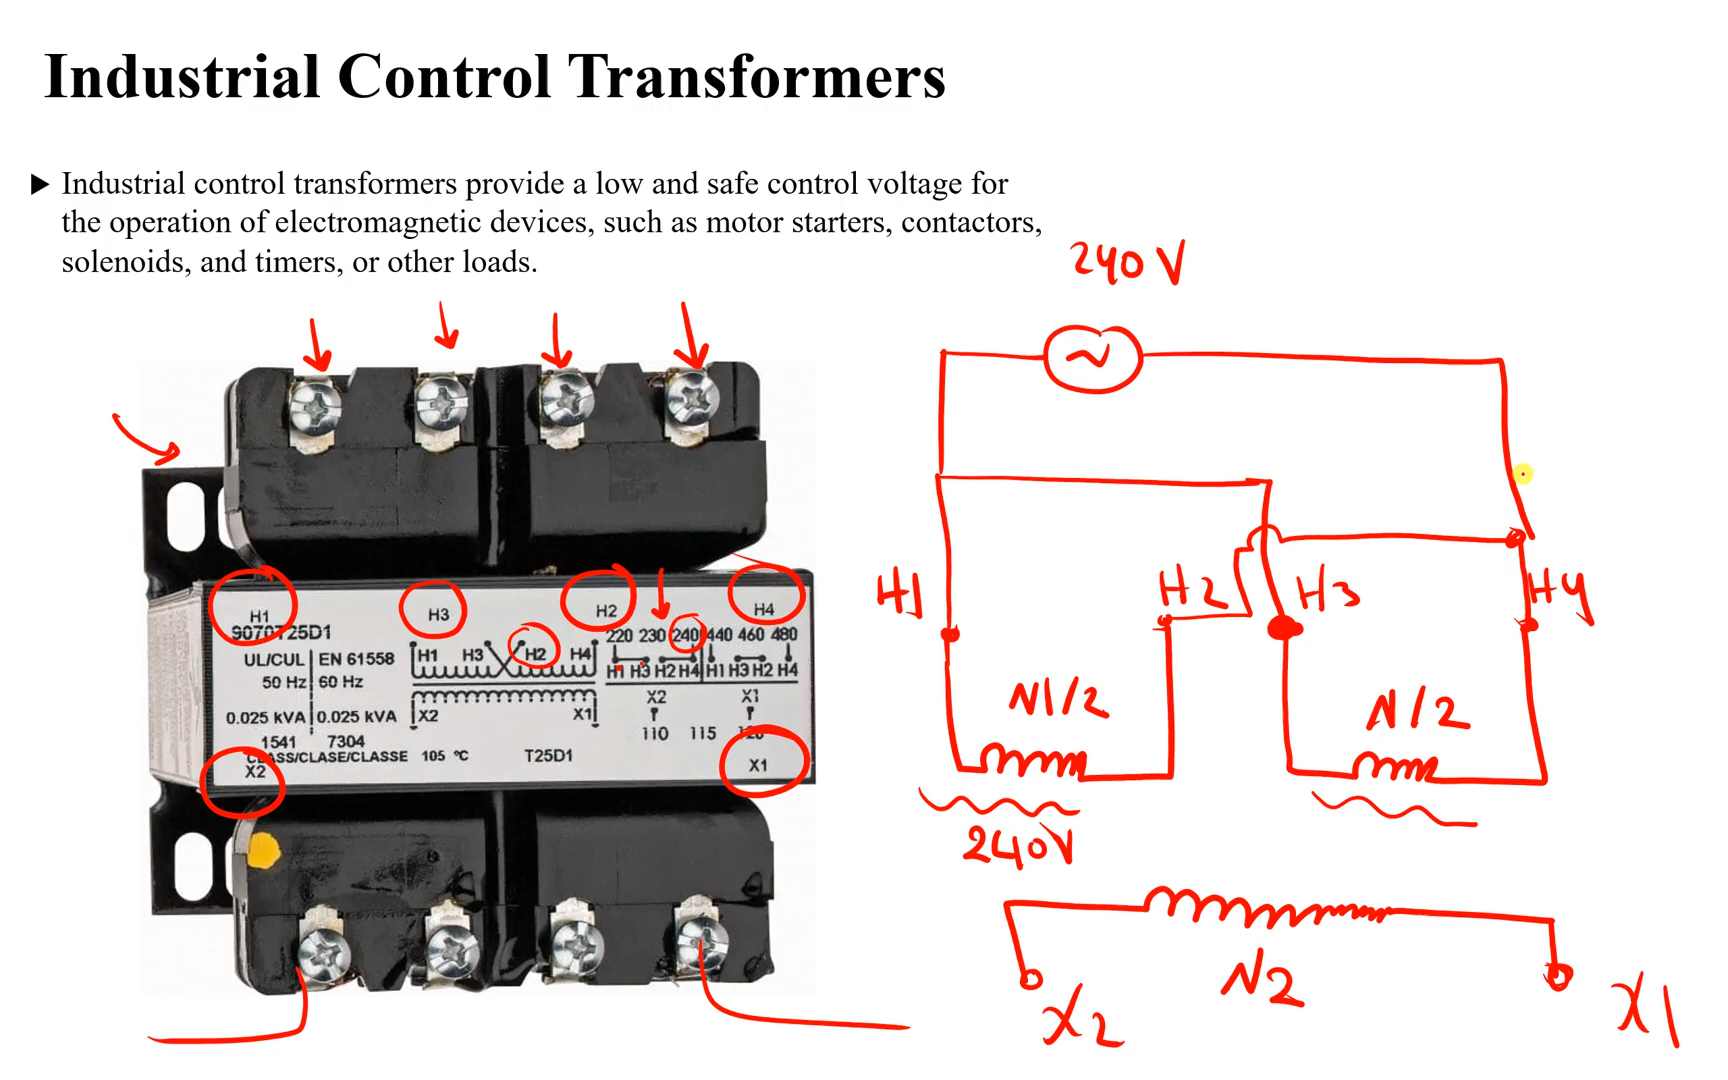 Industrial Control Transformers
▶ Industrial control transformers provide a low and safe control voltage for
the operation of electromagnetic devices, such as motor starters, contactors,
solenoids, and timers, or other loads.
240 V
H1 H3 H2 H4
9070T25D1
UL/CUL EN 61558
50 Hz 60 Hz
0.025 kVA 0.025 kVA
1541 7304
CLASS/CLASE/CLASSE 105 °C T25D1
X2 X1
H1 H3 H2 H4
X2 X1
220 230 240 440 460 480
H1 H3 H2 H4 H1 H3 H2 H4
X2 X1
110 115 120
H1 H2 H3 H4
N1/2 N/2
240V
N2
X2 X1